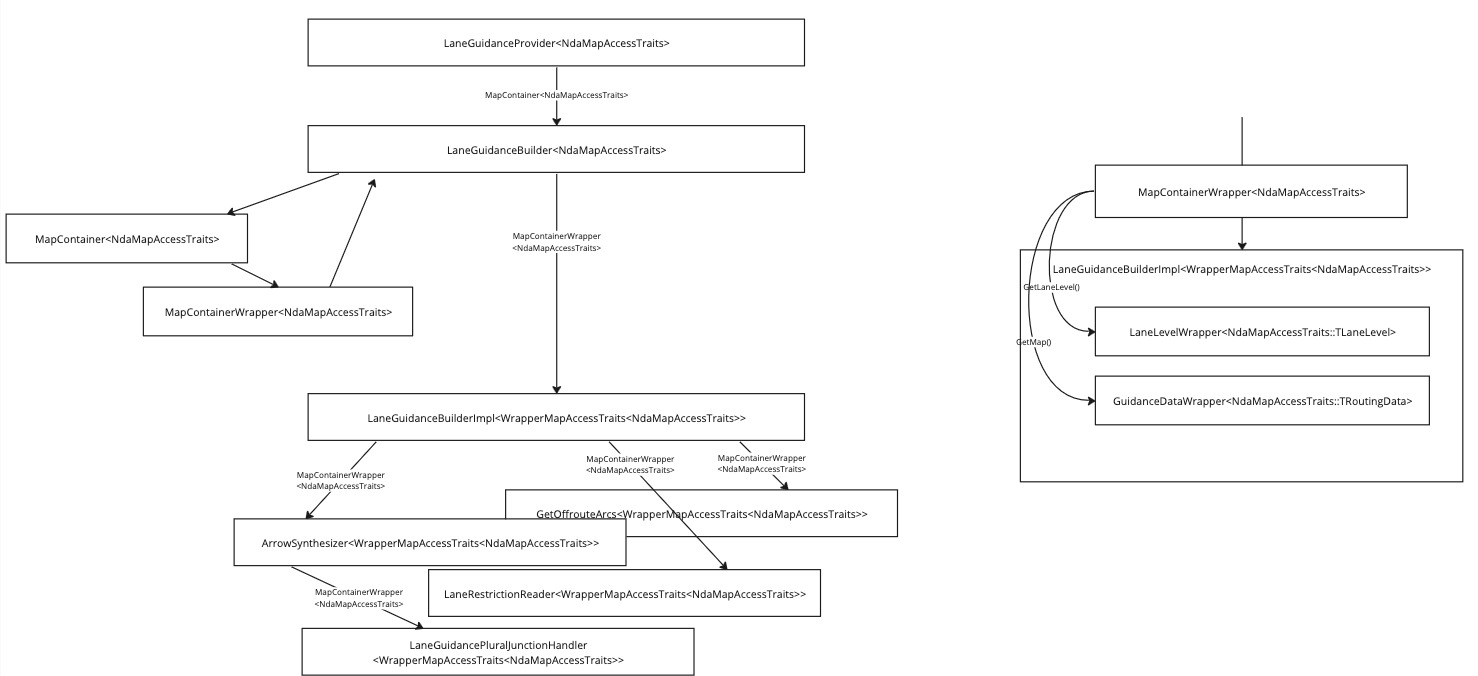 LaneGuidanceProvider<NdaMapAccessTraits>
MapContainer<NdaMapAccessTraits>
LaneGuidanceBuilder<NdaMapAccessTraits>
MapContainer<NdaMapAccessTraits>
MapContainerWrapper<NdaMapAccessTraits>
MapContainerWrapper
<NdaMapAccessTraits>
LaneGuidanceBuilderImpl<WrapperMapAccessTraits<NdaMapAccessTraits>>
MapContainerWrapper
<NdaMapAccessTraits>
MapContainerWrapper
<NdaMapAccessTraits>
MapContainerWrapper
<NdaMapAccessTraits>
GetOffrouteArcs<WrapperMapAccessTraits<NdaMapAccessTraits>>
ArrowSynthesizer<WrapperMapAccessTraits<NdaMapAccessTraits>>
MapContainerWrapper
<NdaMapAccessTraits>
LaneRestrictionReader<WrapperMapAccessTraits<NdaMapAccessTraits>>
LaneGuidancePluralJunctionHandler
<WrapperMapAccessTraits<NdaMapAccessTraits>>
MapContainerWrapper<NdaMapAccessTraits>
LaneGuidanceBuilderImpl<WrapperMapAccessTraits<NdaMapAccessTraits>>
GetLaneLevel()
LaneLevelWrapper<NdaMapAccessTraits::TLaneLevel>
GetMap()
GuidanceDataWrapper<NdaMapAccessTraits::TRoutingData>